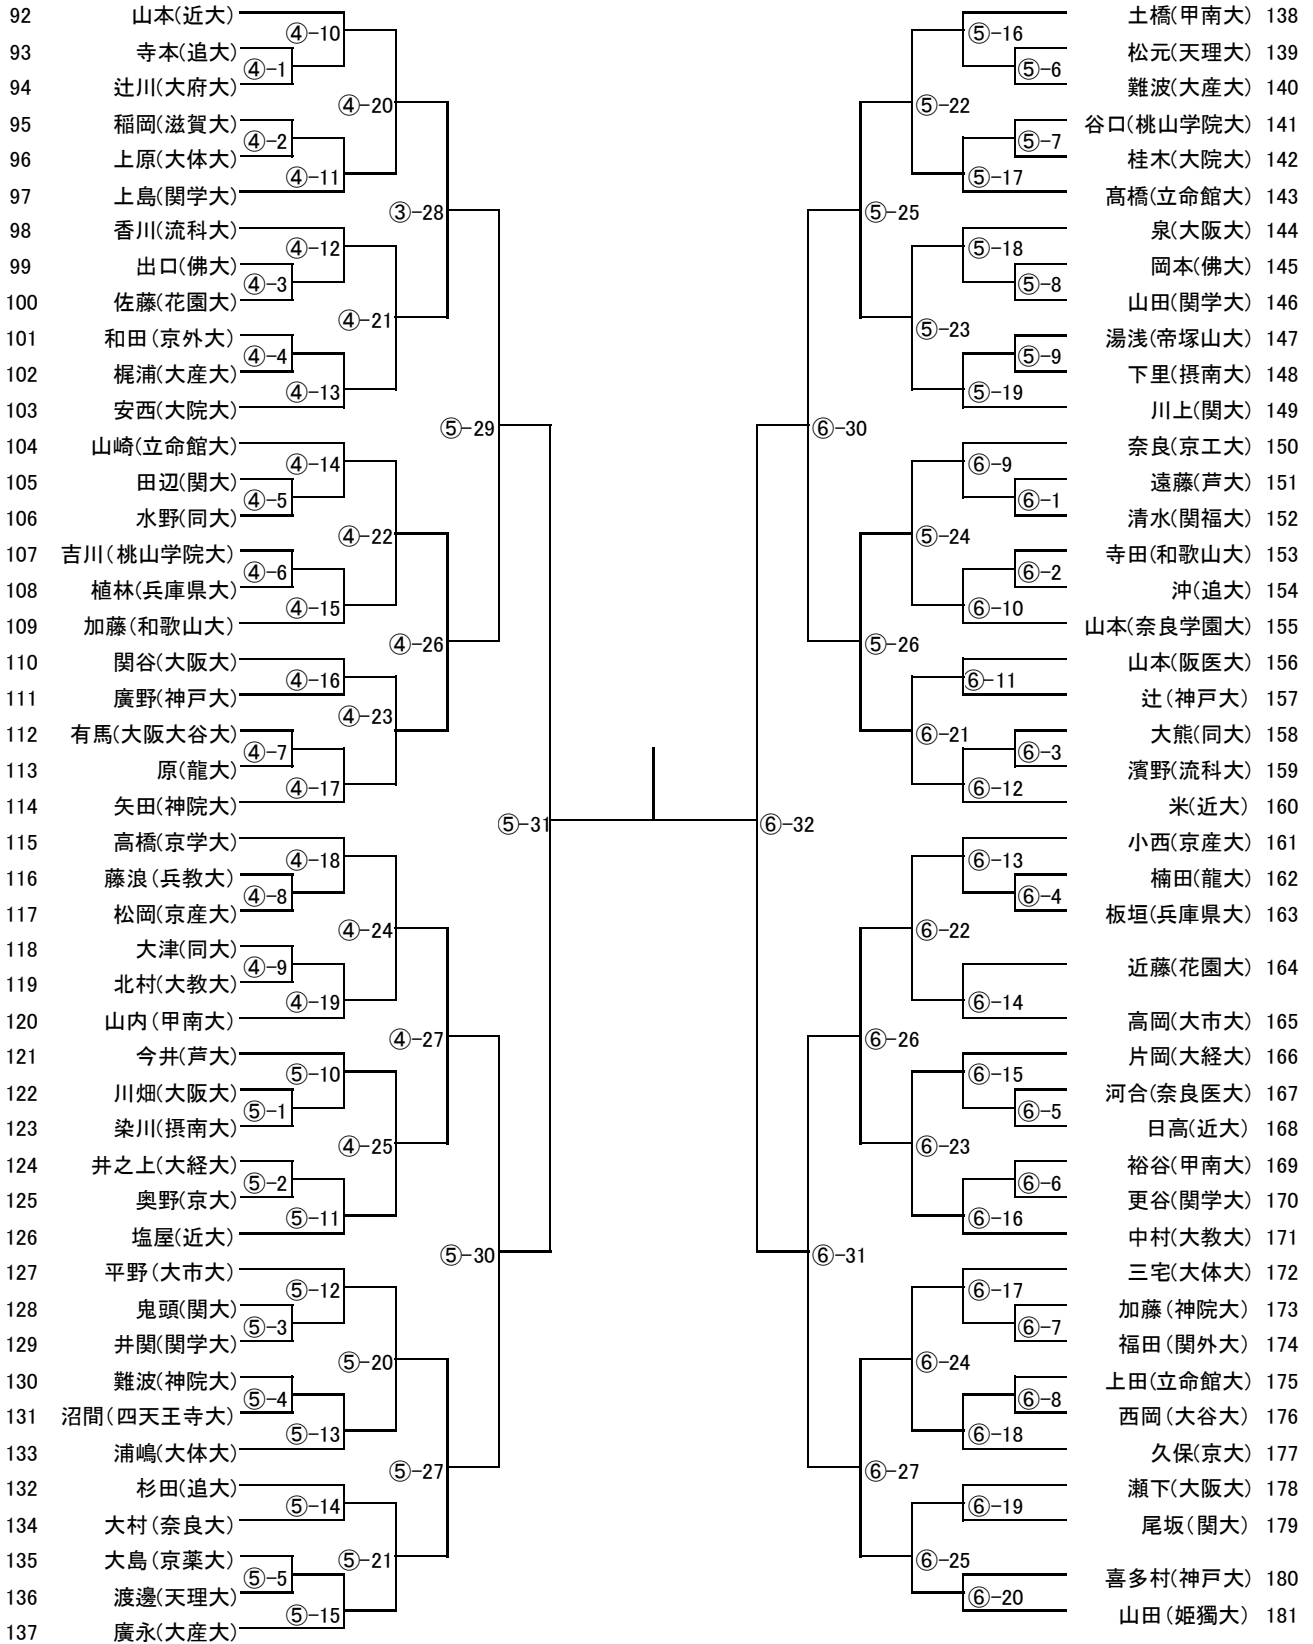 92 山本(近大) 土橋(甲南大) 138
④-10 ⑤-16
93 寺本(追大) 松元(天理大) 139
④-1 ⑤-6
94 辻川(大府大) 難波(大産大) 140
④-20 ⑤-22
95 稲岡(滋賀大) 谷口(桃山学院大) 141
④-2 ⑤-7
96 上原(大体大) 桂木(大院大) 142
④-11 ⑤-17
97 上島(関学大) 髙橋(立命館大) 143
③-28 ⑤-25
98 香川(流科大) 泉(大阪大) 144
④-12 ⑤-18
99 出口(佛大) 岡本(佛大) 145
④-3 ⑤-8
100 佐藤(花園大) 山田(関学大) 146
④-21 ⑤-23
101 和田(京外大) 湯浅(帝塚山大) 147
④-4 ⑤-9
102 梶浦(大産大) 下里(摂南大) 148
④-13 ⑤-19
103 安西(大院大) 川上(関大) 149
⑤-29 ⑥-30
104 山崎(立命館大) 奈良(京工大) 150
④-14 ⑥-9
105 田辺(関大) 遠藤(芦大) 151
④-5 ⑥-1
106 水野(同大) 清水(関福大) 152
④-22 ⑤-24
107 吉川(桃山学院大) 寺田(和歌山大) 153
④-6 ⑥-2
108 植林(兵庫県大) 沖(追大) 154
④-15 ⑥-10
109 加藤(和歌山大) 山本(奈良学園大) 155
④-26 ⑤-26
110 関谷(大阪大) 山本(阪医大) 156
④-16 ⑥-11
111 廣野(神戸大) 辻(神戸大) 157
④-23 ⑥-21
112 有馬(大阪大谷大) 大熊(同大) 158
④-7 ⑥-3
113 原(龍大) 濱野(流科大) 159
④-17 ⑥-12
114 矢田(神院大) 米(近大) 160
⑤-31 ⑥-32
115 高橋(京学大) 小西(京産大) 161
④-18 ⑥-13
116 藤浪(兵教大) 楠田(龍大) 162
④-8 ⑥-4
117 松岡(京産大) 板垣(兵庫県大) 163
④-24 ⑥-22
118 大津(同大)
④-9 近藤(花園大) 164
119 北村(大教大)
④-19 ⑥-14
120 山内(甲南大) 高岡(大市大) 165
④-27 ⑥-26
121 今井(芦大) 片岡(大経大) 166
⑤-10 ⑥-15
122 川畑(大阪大) 河合(奈良医大) 167
⑤-1 ⑥-5
123 染川(摂南大) 日高(近大) 168
④-25 ⑥-23
124 井之上(大経大) 裕谷(甲南大) 169
⑤-2 ⑥-6
125 奥野(京大) 更谷(関学大) 170
⑤-11 ⑥-16
126 塩屋(近大) 中村(大教大) 171
⑤-30 ⑥-31
127 平野(大市大) 三宅(大体大) 172
⑤-12 ⑥-17
128 鬼頭(関大) 加藤(神院大) 173
⑤-3 ⑥-7
129 井関(関学大) 福田(関外大) 174
⑤-20 ⑥-24
130 難波(神院大) 上田(立命館大) 175
⑤-4 ⑥-8
131 沼間(四天王寺大) 西岡(大谷大) 176
⑤-13 ⑥-18
133 浦嶋(大体大) 久保(京大) 177
⑤-27 ⑥-27
132 杉田(追大) 瀬下(大阪大) 178
⑤-14 ⑥-19
134 大村(奈良大) 尾坂(関大) 179
⑤-21 ⑥-25
135 大島(京薬大)
⑤-5 喜多村(神戸大) 180
136 渡邊(天理大)
⑤-15 ⑥-20
137 廣永(大産大) 山田(姫獨大) 181